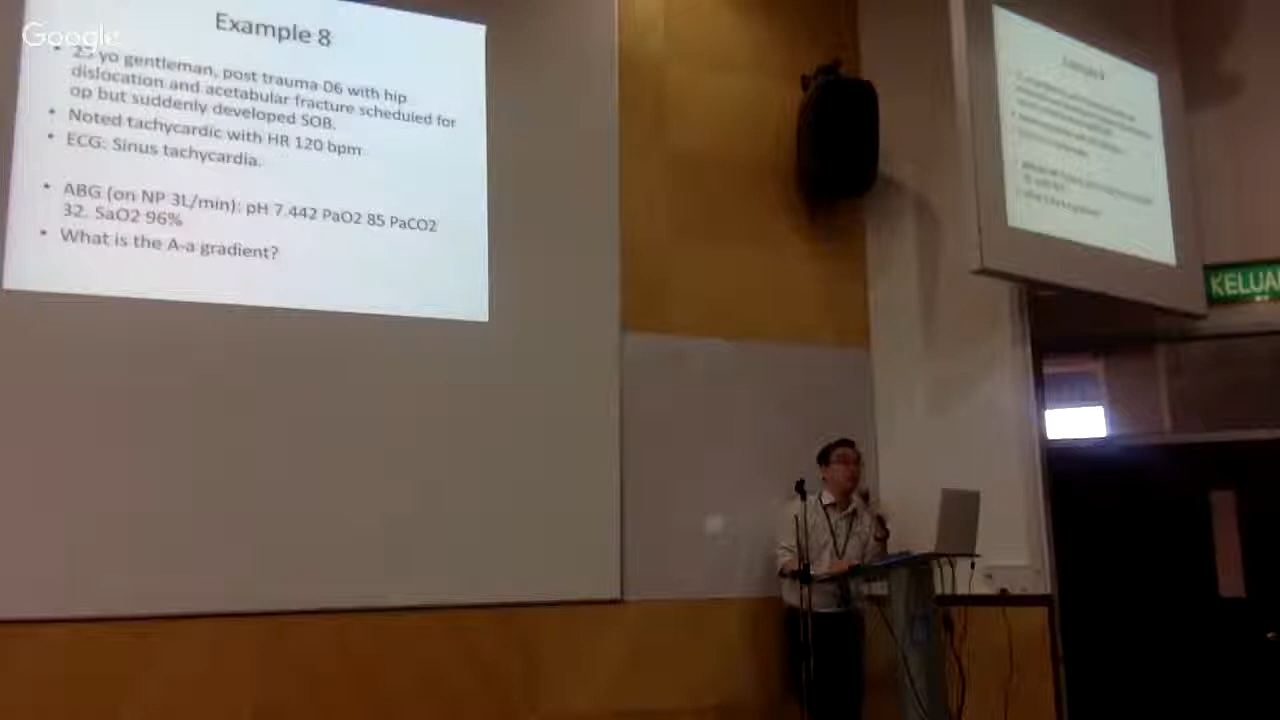 Google
Example 8
• 25 yo gentleman, post trauma D6 with hip
dislocation and acetabular fracture scheduled for
op but suddenly developed SOB.
• Noted tachycardic with HR 120 bpm
• ECG: Sinus tachycardia.
• ABG (on NP 3L/min): pH 7.442 PaO2 85 PaCO2
32. SaO2 96%
• What is the A-a gradient?
KELUA